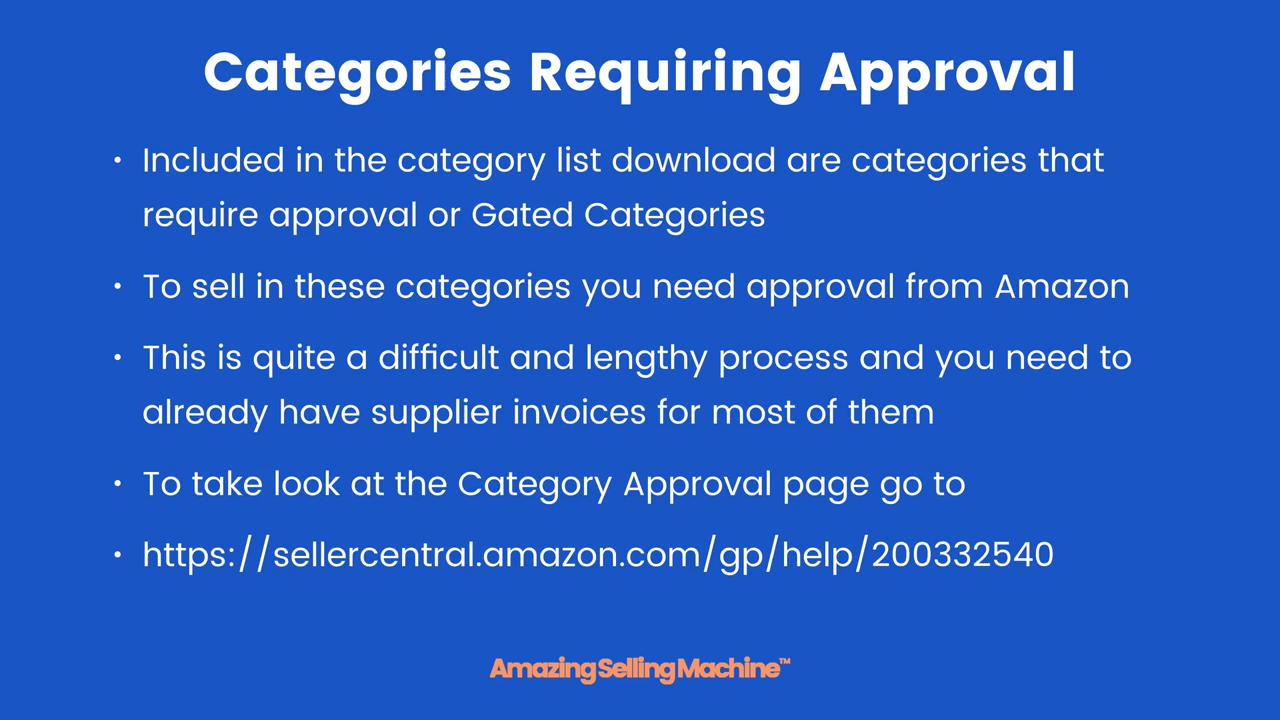 Categories Requiring Approval
• Included in the category list download are categories that
require approval or Gated Categories
• To sell in these categories you need approval from Amazon
• This is quite a difficult and lengthy process and you need to
already have supplier invoices for most of them
• To take look at the Category Approval page go to
• https://sellercentral.amazon.com/gp/help/200332540
Amazing Selling Machine™